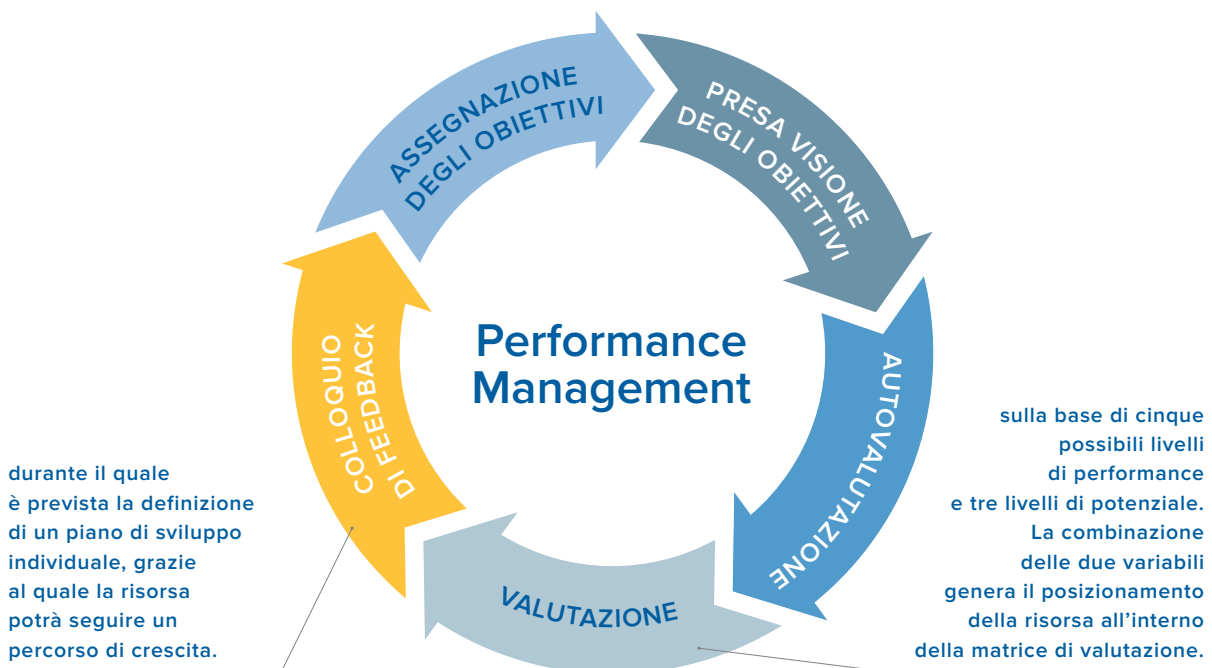 ASSEGNAZIONE
DEGLI OBIETTIVI
PRESA VISIONE
DEGLI OBIETTIVI
AUTOVALUTAZIONE
VALUTAZIONE
COLLOQUIO
DI FEEDBACK
Performance
Management
durante il quale
è prevista la definizione
di un piano di sviluppo
individuale, grazie
al quale la risorsa
potrà seguire un
percorso di crescita.
sulla base di cinque
possibili livelli
di performance
e tre livelli di potenziale.
La combinazione
delle due variabili
genera il posizionamento
della risorsa all’interno
della matrice di valutazione.